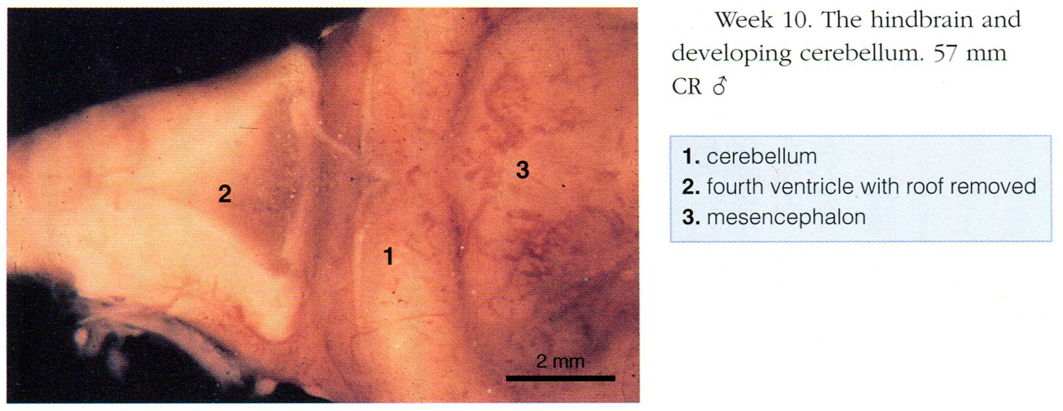 Week 10. The hindbrain and
developing cerebellum. 57 mm
CR ♂
1. cerebellum
2. fourth ventricle with roof removed
3. mesencephalon
2
3
1
2 mm